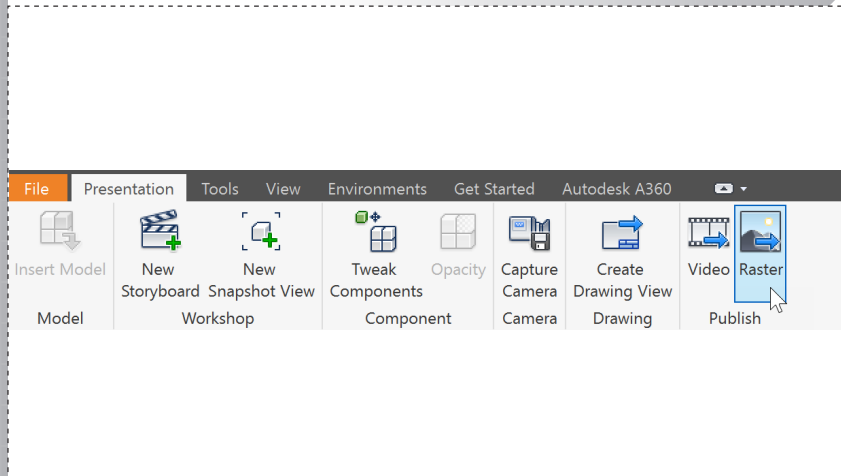 File Presentation Tools View Environments Get Started Autodesk A360
Insert Model New New Tweak Opacity Capture Create Video Raster
Storyboard Snapshot View Components Camera Drawing View
Model Workshop Component Camera Drawing Publish